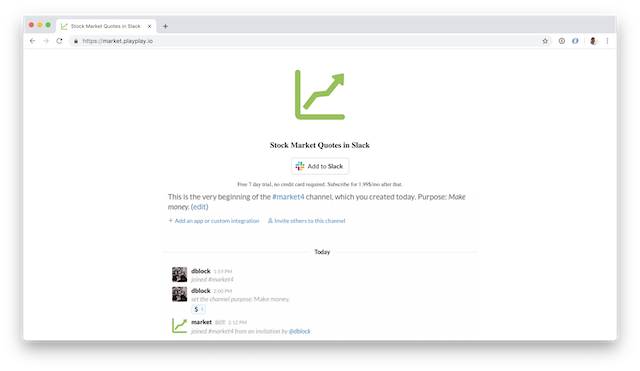 Stock Market Quotes in Slack
https://market.playplay.io
Stock Market Quotes in Slack
Add to Slack
Free 7 day trial, no credit card required. Subscribe for 1.99$/mo after that.
This is the very beginning of the #market4 channel, which you created today. Purpose: Make
money. (edit)
+ Add an app or custom integration Invite others to this channel
Today
dblock 1:59 PM
joined #market4
dblock 2:00 PM
set the channel purpose: Make money.
$
market BOT 2:12 PM
joined #market4 from an invitation by @dblock